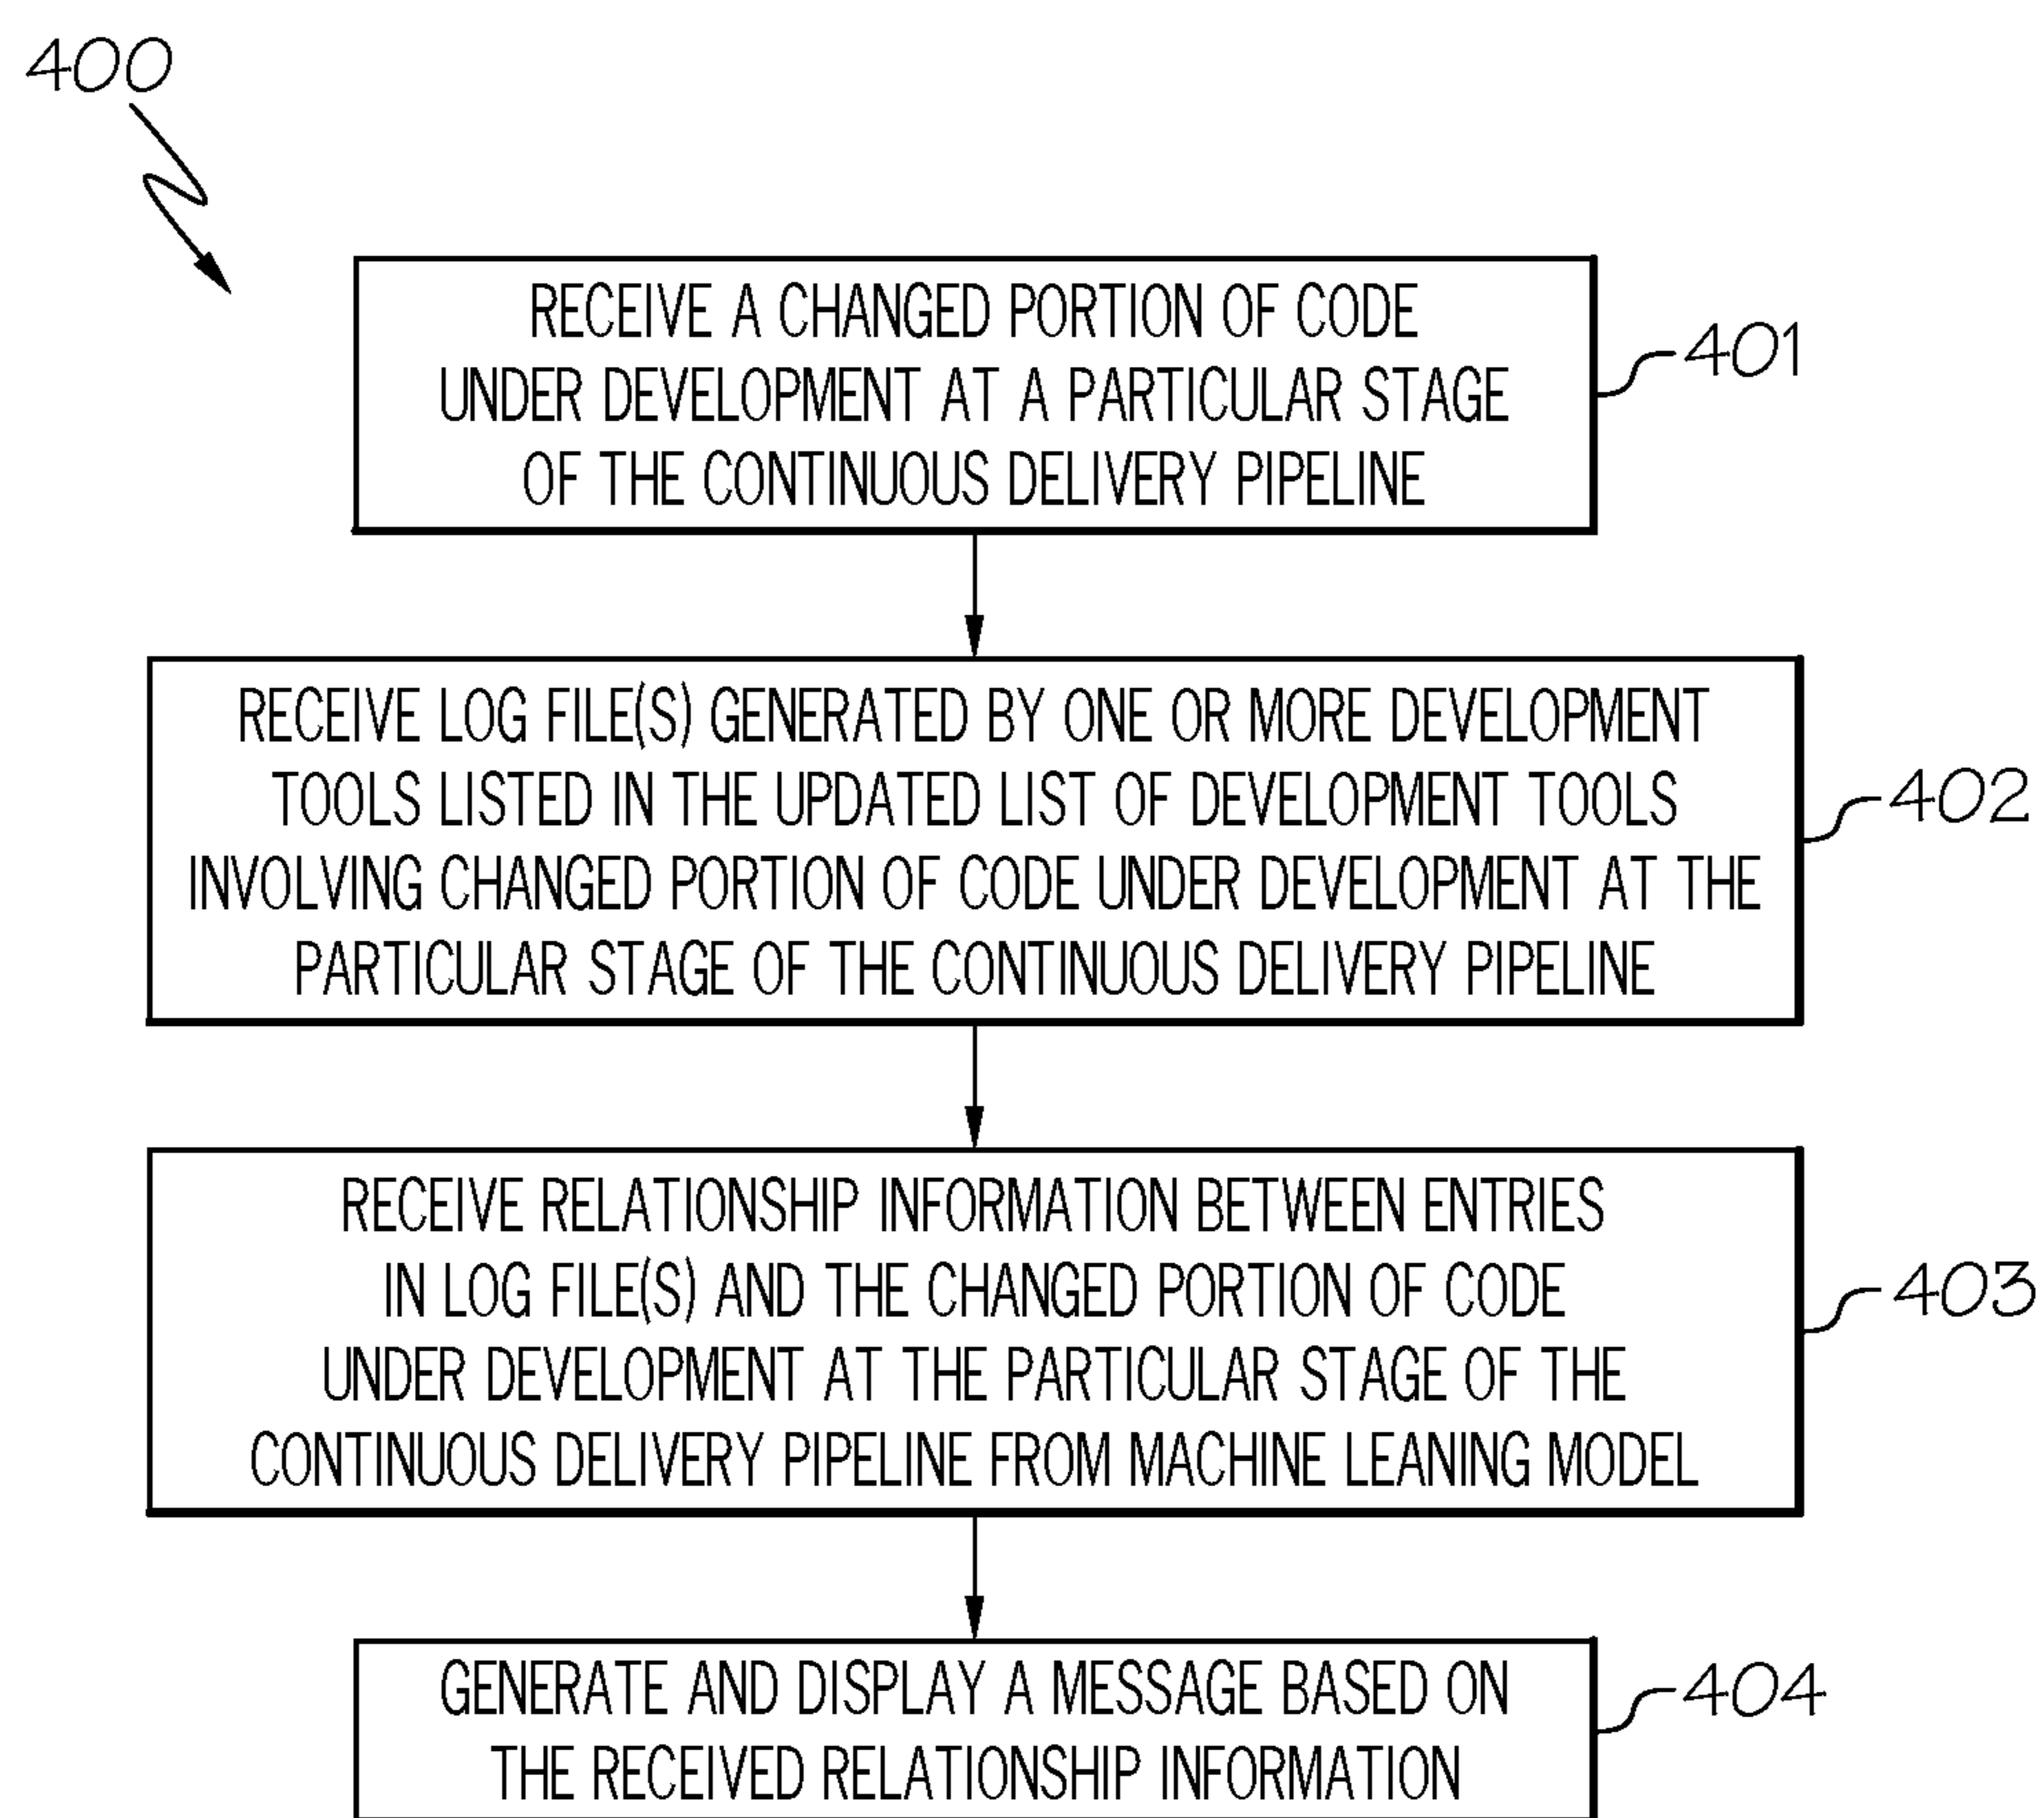 400
RECEIVE A CHANGED PORTION OF CODE
UNDER DEVELOPMENT AT A PARTICULAR STAGE
OF THE CONTINUOUS DELIVERY PIPELINE
401
RECEIVE LOG FILE(S) GENERATED BY ONE OR MORE DEVELOPMENT
TOOLS LISTED IN THE UPDATED LIST OF DEVELOPMENT TOOLS
INVOLVING CHANGED PORTION OF CODE UNDER DEVELOPMENT AT THE
PARTICULAR STAGE OF THE CONTINUOUS DELIVERY PIPELINE
402
RECEIVE RELATIONSHIP INFORMATION BETWEEN ENTRIES
IN LOG FILE(S) AND THE CHANGED PORTION OF CODE
UNDER DEVELOPMENT AT THE PARTICULAR STAGE OF THE
CONTINUOUS DELIVERY PIPELINE FROM MACHINE LEANING MODEL
403
GENERATE AND DISPLAY A MESSAGE BASED ON
THE RECEIVED RELATIONSHIP INFORMATION
404